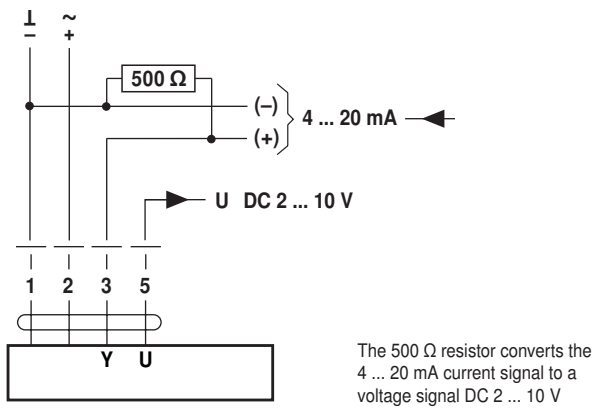 ⊥ ~
– +
500 Ω
(–)
4 ... 20 mA
(+)
U DC 2 ... 10 V
1 2 3 5
Y U
The 500 Ω resistor converts the
4 ... 20 mA current signal to a
voltage signal DC 2 ... 10 V